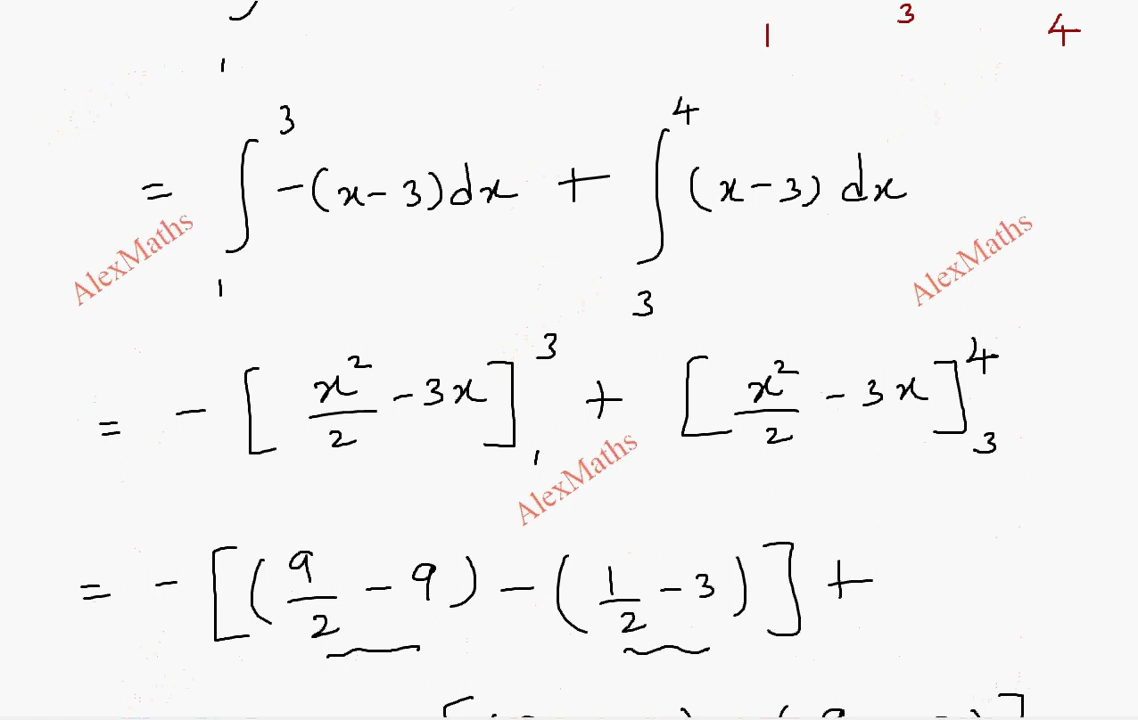 1 3 4
1
= ∫₁³ -(x-3)dx + ∫₃⁴ (x-3) dx
AlexMaths AlexMaths
= - [x²/2 - 3x]₁³ + [x²/2 - 3x]₃⁴
AlexMaths
= - [(9/2 - 9) - (1/2 - 3)] +